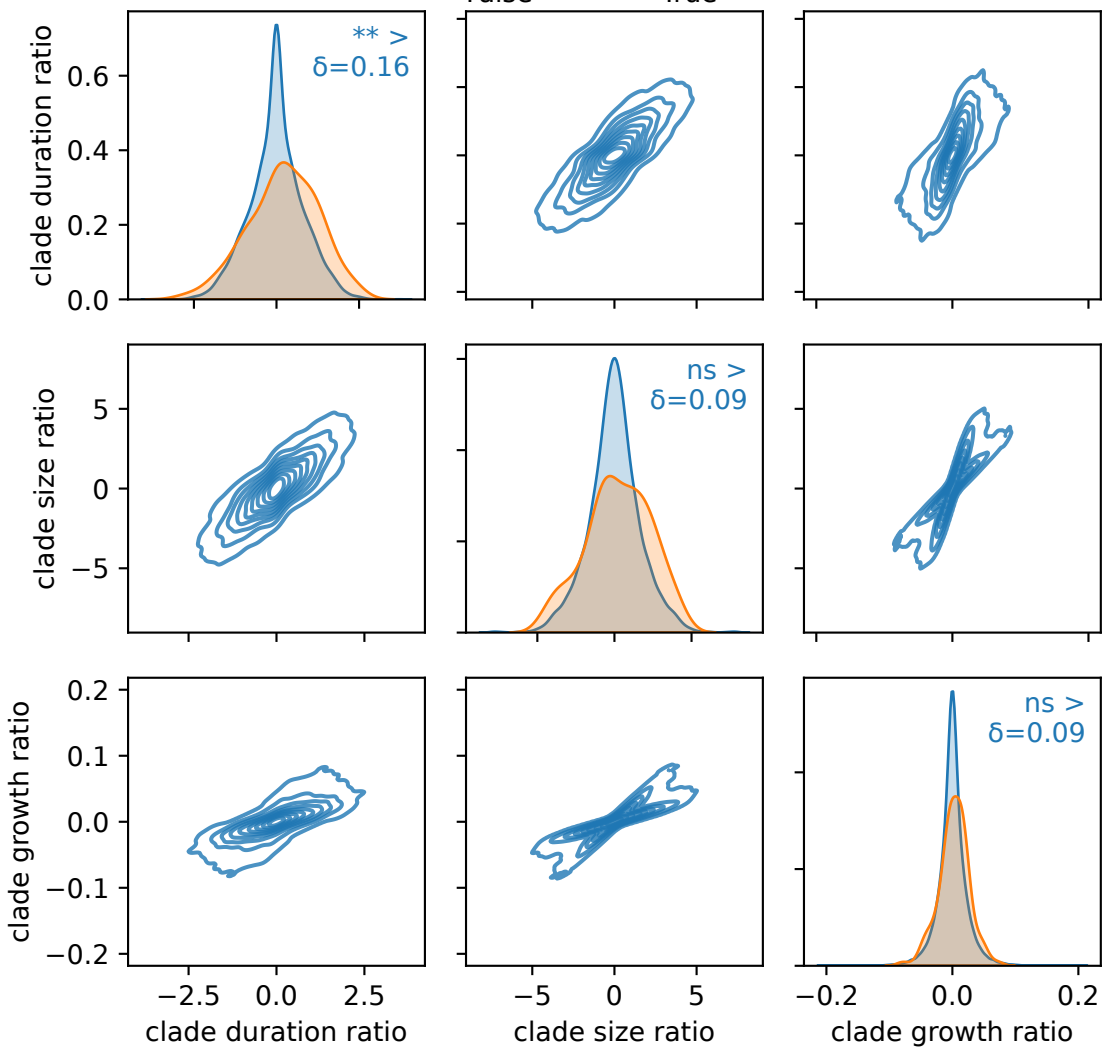 False True
** >
δ=0.16
clade duration ratio
0.6
0.4
0.2
0.0
ns >
δ=0.09
clade size ratio
5
0
−5
ns >
δ=0.09
clade growth ratio
0.2
0.1
0.0
−0.1
−0.2
−2.5 0.0 2.5
−5 0 5
−0.2 0.0 0.2
clade duration ratio
clade size ratio
clade growth ratio